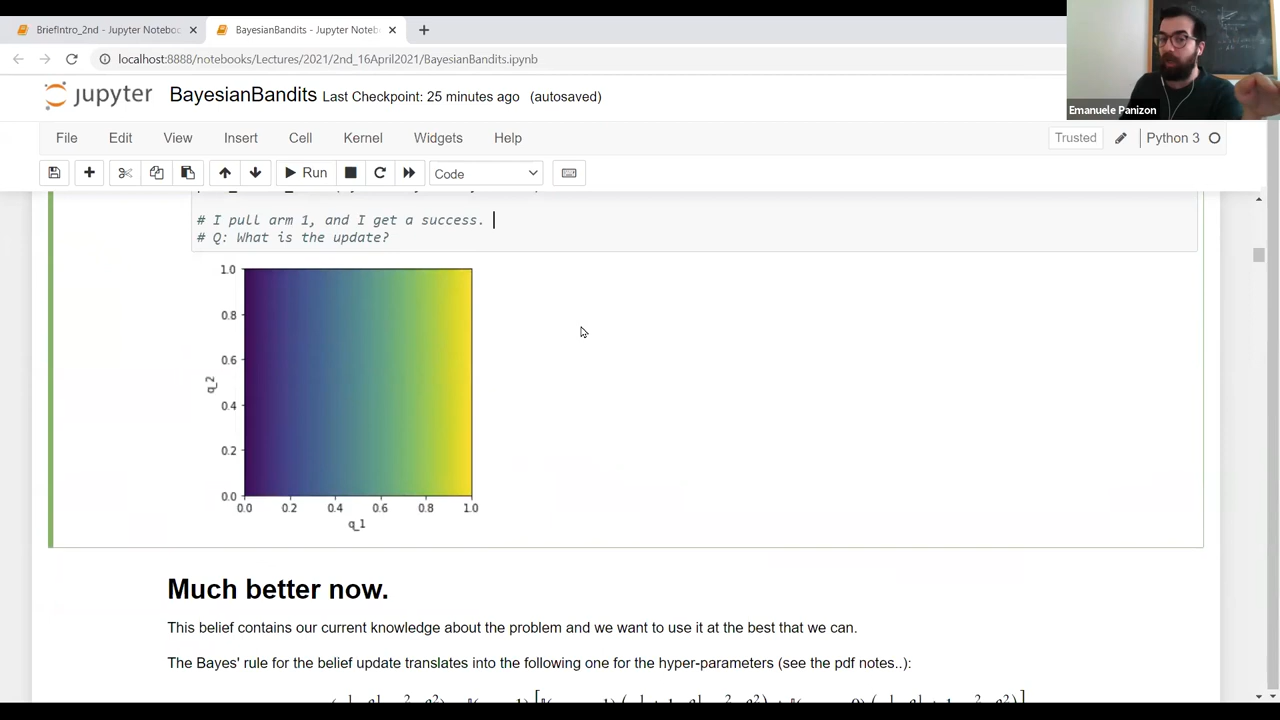 BriefIntro_2nd - Jupyter Notebook
BayesianBandits - Jupyter Noteb
localhost:8888/notebooks/Lectures/2021/2nd_16April2021/BayesianBandits.ipynb
Emanuele Panizon
jupyter BayesianBandits Last Checkpoint: 25 minutes ago (autosaved)
File Edit View Insert Cell Kernel Widgets Help Trusted Python 3
Run Code
# I pull arm 1, and I get a success.
# Q: What is the update?
1.0
0.8
0.6
q_2
0.4
0.2
0.0
0.0 0.2 0.4 0.6 0.8 1.0
q_1
Much better now.
This belief contains our current knowledge about the problem and we want to use it at the best that we can.
The Bayes' rule for the belief update translates into the following one for the hyper-parameters (see the pdf notes..):